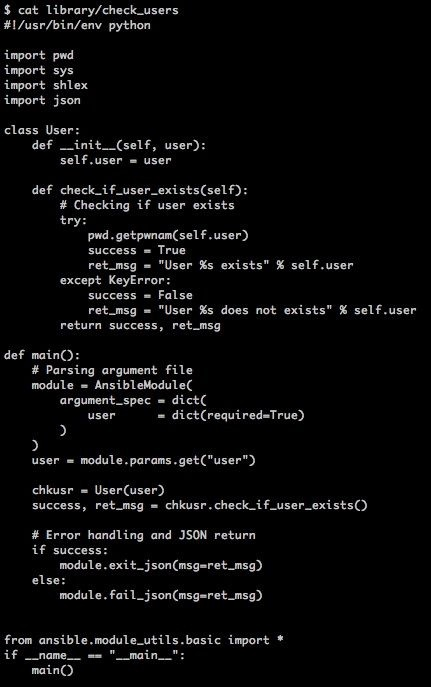 $ cat library/check_users
#!/usr/bin/env python

import pwd
import sys
import shlex
import json

class User:
    def __init__(self, user):
        self.user = user

    def check_if_user_exists(self):
        # Checking if user exists
        try:
            pwd.getpwnam(self.user)
            success = True
            ret_msg = "User %s exists" % self.user
        except KeyError:
            success = False
            ret_msg = "User %s does not exists" % self.user
        return success, ret_msg

def main():
    # Parsing argument file
    module = AnsibleModule(
        argument_spec = dict(
            user      = dict(required=True)
        )
    )
    user = module.params.get("user")

    chkusr = User(user)
    success, ret_msg = chkusr.check_if_user_exists()

    # Error handling and JSON return
    if success:
        module.exit_json(msg=ret_msg)
    else:
        module.fail_json(msg=ret_msg)


from ansible.module_utils.basic import *
if __name__ == "__main__":
    main()